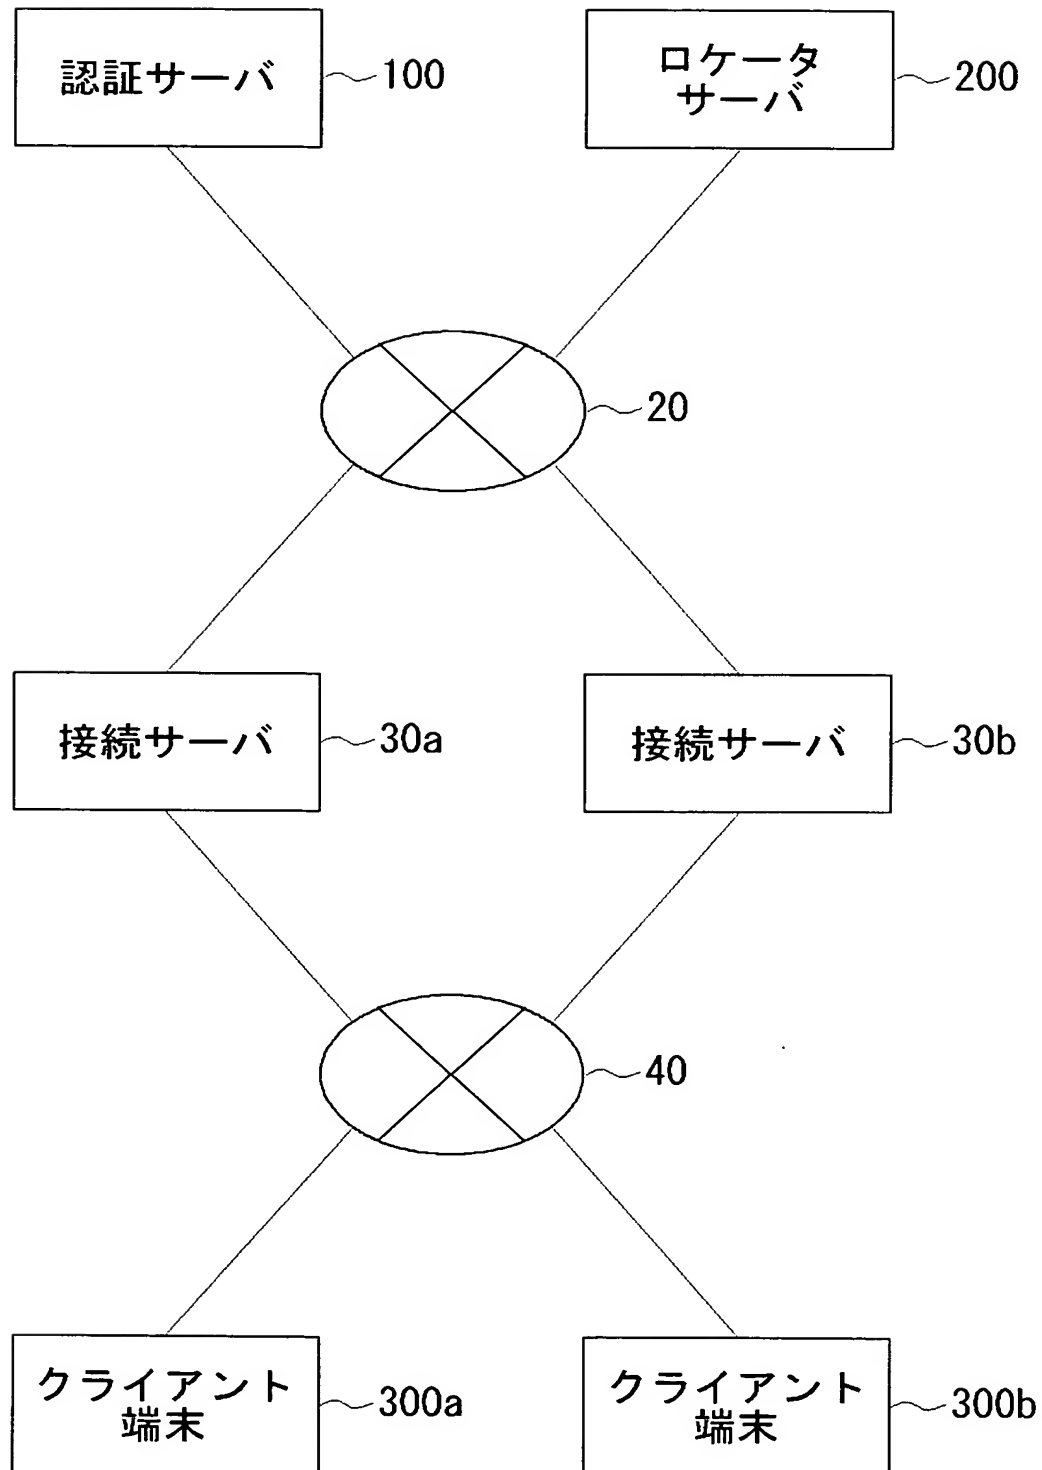 認証サーバ
100
ロケータ
サーバ
200
20
接続サーバ
30a
接続サーバ
30b
40
クライアント
端末
300a
クライアント
端末
300b